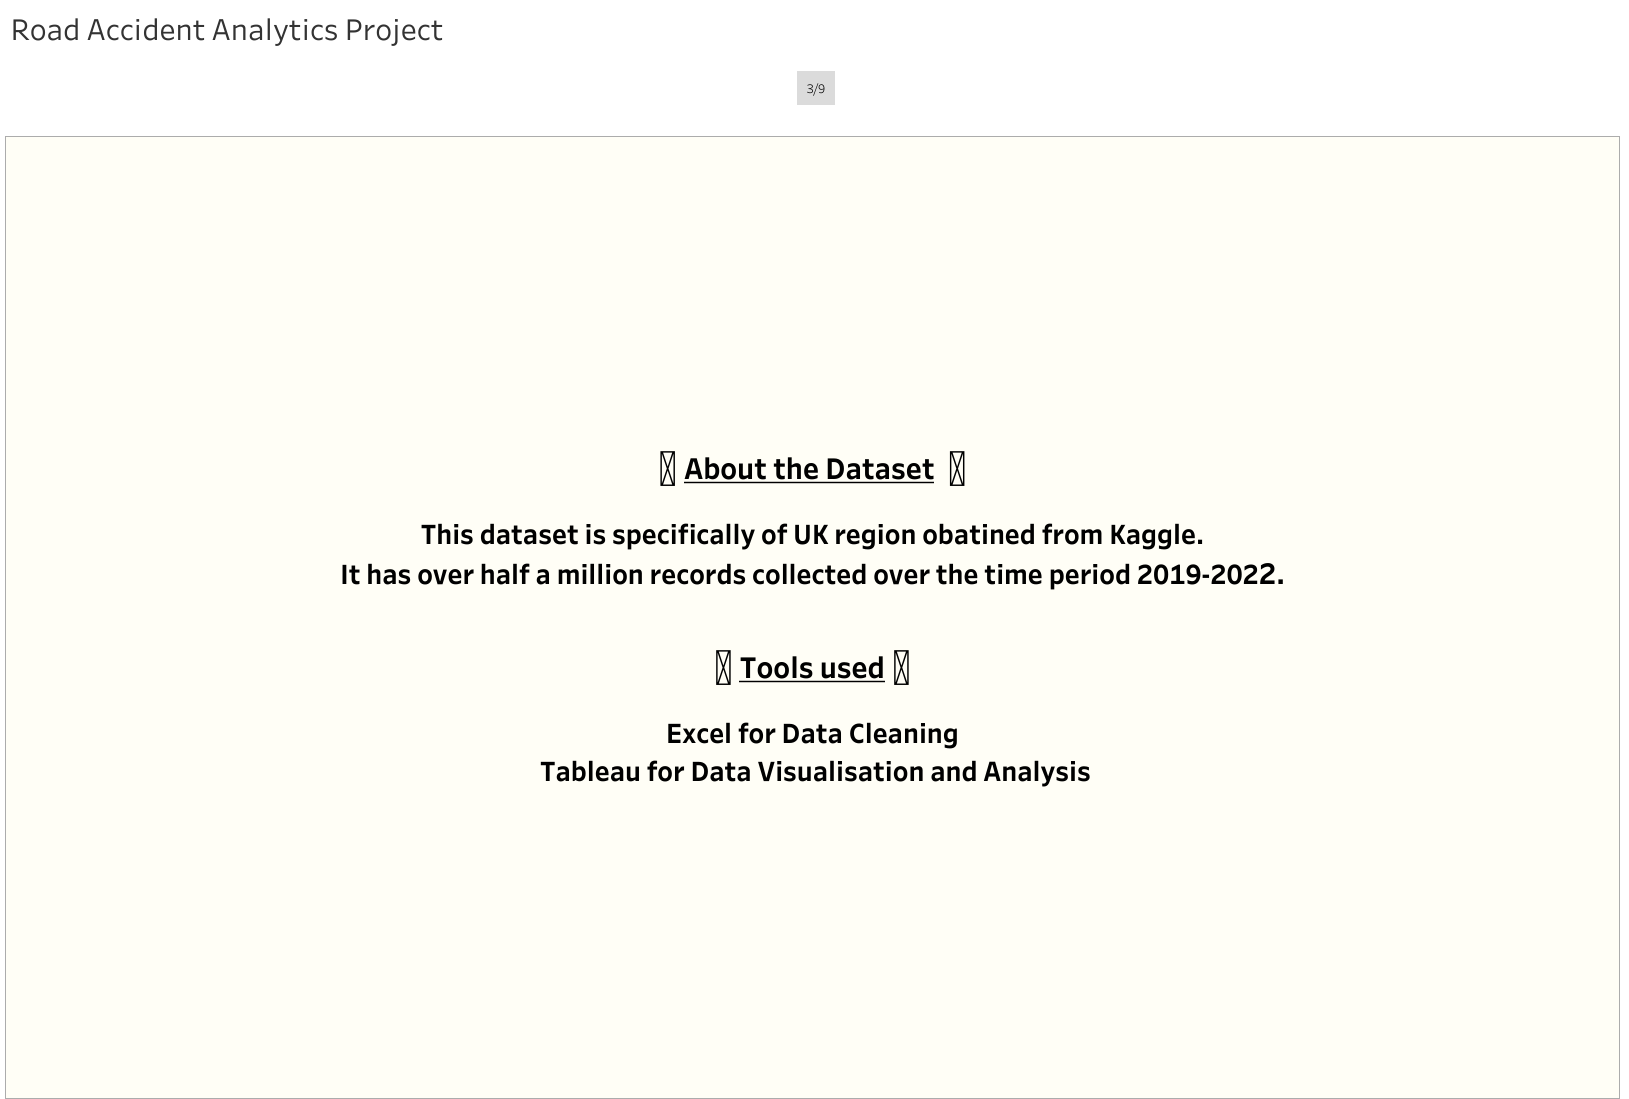 Road Accident Analytics Project
3/9
About the Dataset
This dataset is specifically of UK region obatined from Kaggle.
It has over half a million records collected over the time period 2019-2022.
Tools used
Excel for Data Cleaning
Tableau for Data Visualisation and Analysis